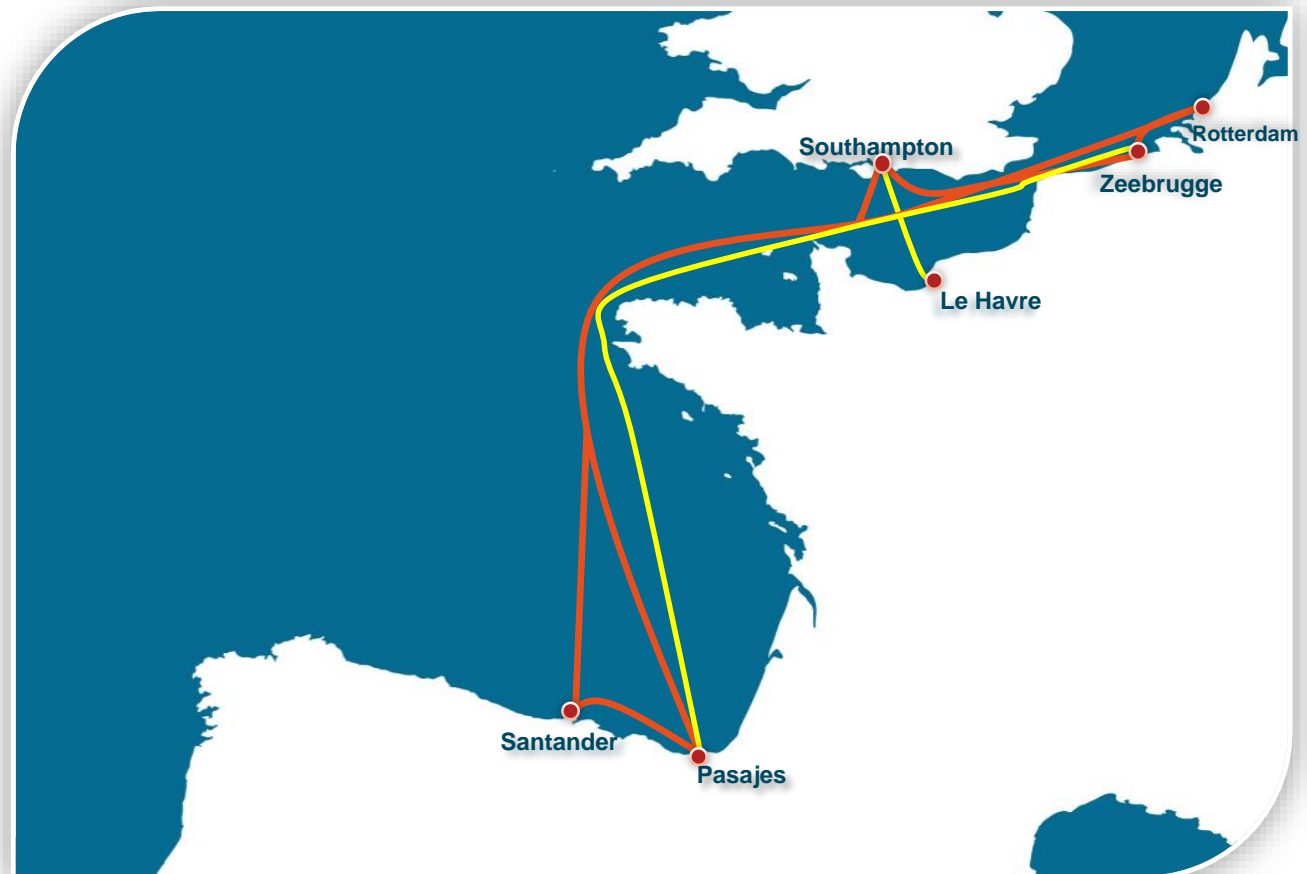 Rotterdam
Southampton
Zeebrugge
Le Havre
Santander
Pasajes